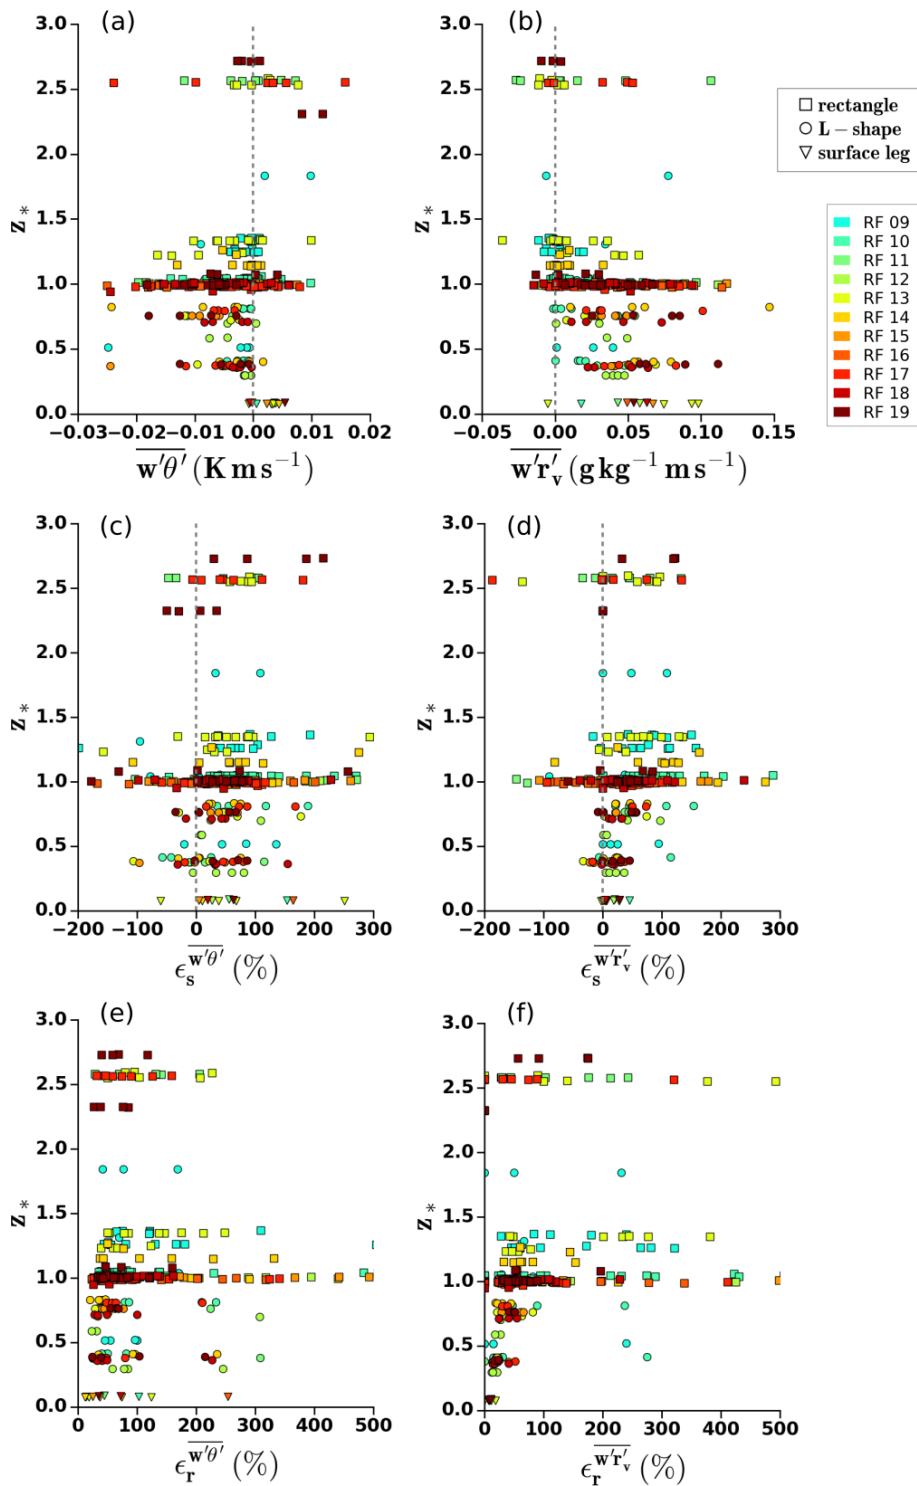 (a)
(b)
3.0
2.5
2.0
1.5
1.0
0.5
0.0
z*
−0.03 −0.02 −0.01 0.00 0.01 0.02
w′θ′ (K m s⁻¹)
3.0
2.5
2.0
1.5
1.0
0.5
0.0
z*
−0.05 0.00 0.05 0.10 0.15
w′r′ᵥ (g kg⁻¹ m s⁻¹)
rectangle
L − shape
surface leg
RF 09
RF 10
RF 11
RF 12
RF 13
RF 14
RF 15
RF 16
RF 17
RF 18
RF 19
(c)
(d)
3.0
2.5
2.0
1.5
1.0
0.5
0.0
z*
−200 −100 0 100 200 300
ϵₛ w′θ′ (%)
3.0
2.5
2.0
1.5
1.0
0.5
0.0
z*
−200 −100 0 100 200 300
ϵₛ w′r′ᵥ (%)
(e)
(f)
3.0
2.5
2.0
1.5
1.0
0.5
0.0
z*
0 100 200 300 400 500
ϵᵣ w′θ′ (%)
3.0
2.5
2.0
1.5
1.0
0.5
0.0
z*
0 100 200 300 400 500
ϵᵣ w′r′ᵥ (%)